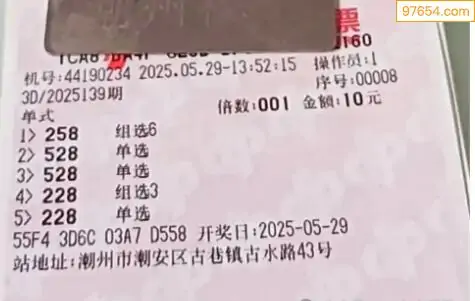 97654.com
票
机号:44190234 2025.05.29-13:52:15 操作员:1
3D/2025139期 序号:00008
单式 倍数:001 金额:10元
1> 258 组选6
2> 528 单选
3> 528 单选
4> 228 组选3
5> 228 单选
55F4 3D6C 03A7 D558 开奖日:2025-05-29
站地址:潮州市潮安区古巷镇古水路43号